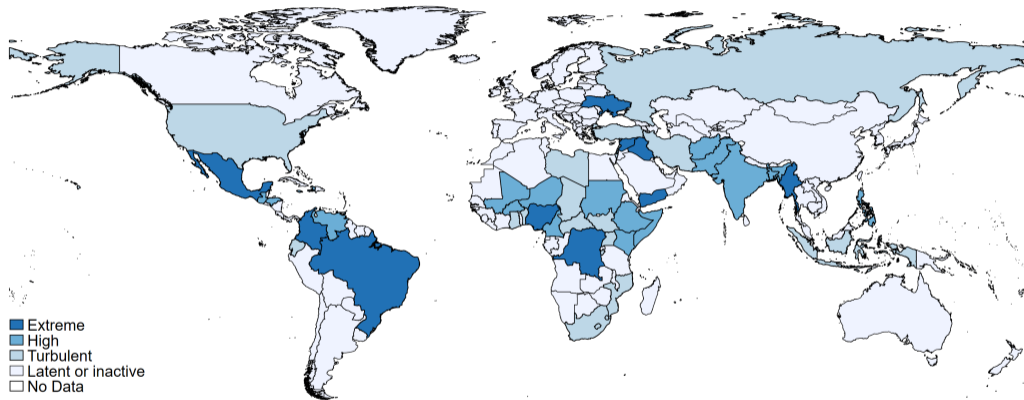 Extreme
High
Turbulent
Latent or inactive
No Data